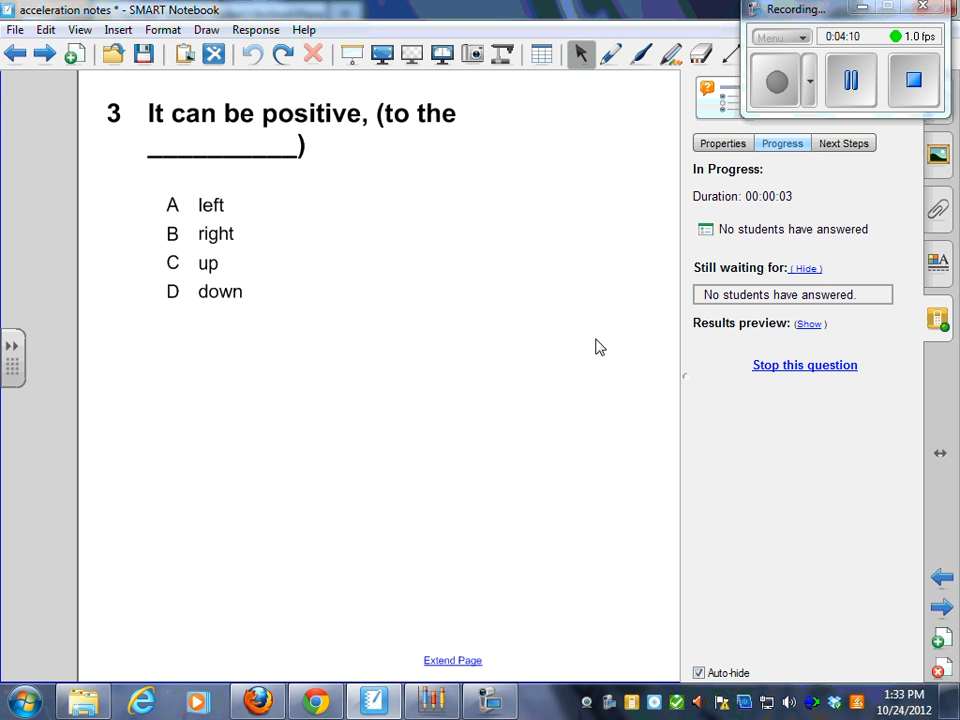 acceleration notes * - SMART Notebook
Recording...
File Edit View Insert Format Draw Response Help
Menu 0:04:10 1.0 fps
3 It can be positive, (to the
__________)
A left
B right
C up
D down
Properties Progress Next Steps
In Progress:
Duration: 00:00:03
No students have answered
Still waiting for: ( Hide )
No students have answered.
Results preview: (Show )
Stop this question
Extend Page
Auto-hide
1:33 PM
10/24/2012